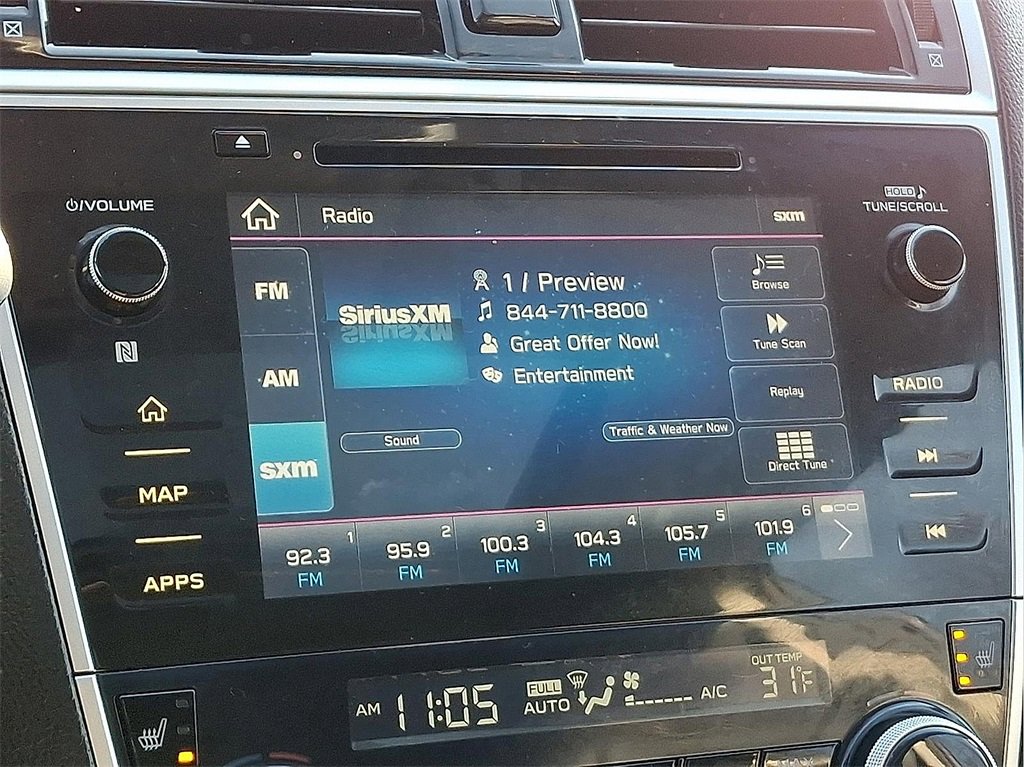 VOLUME
HOLD
TUNE/SCROLL
Radio
sxm
FM
AM
sxm
SiriusXM
1 / Preview
844-711-8800
Great Offer Now!
Entertainment
Sound
Traffic & Weather Now
Browse
Tune Scan
Replay
Direct Tune
MAP
APPS
RADIO
1
92.3
FM
2
95.9
FM
3
100.3
FM
4
104.3
FM
5
105.7
FM
6
101.9
FM
AM 11:05
FULL
AUTO
A/C
OUT TEMP
31°F